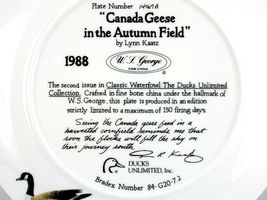 Plate Number
"Canada Geese
in the Autumn Field"
by Lynn Kaatz
1988
W. S. George
FINE CHINA
The second issue in Classic Waterfowl: The Ducks Unlimited
Collection. Crafted in fine bone china under the hallmark of
W. S. George, this plate is produced in an edition
strictly limited to a maximum of 150 firing days.
Seeing the Canada geese feed in a
harvested cornfield reminds me that
soon the flocks will fill the sky on
their journey south.
DUCKS
UNLIMITED, INC.
Bradex Number 84-G20-7.2